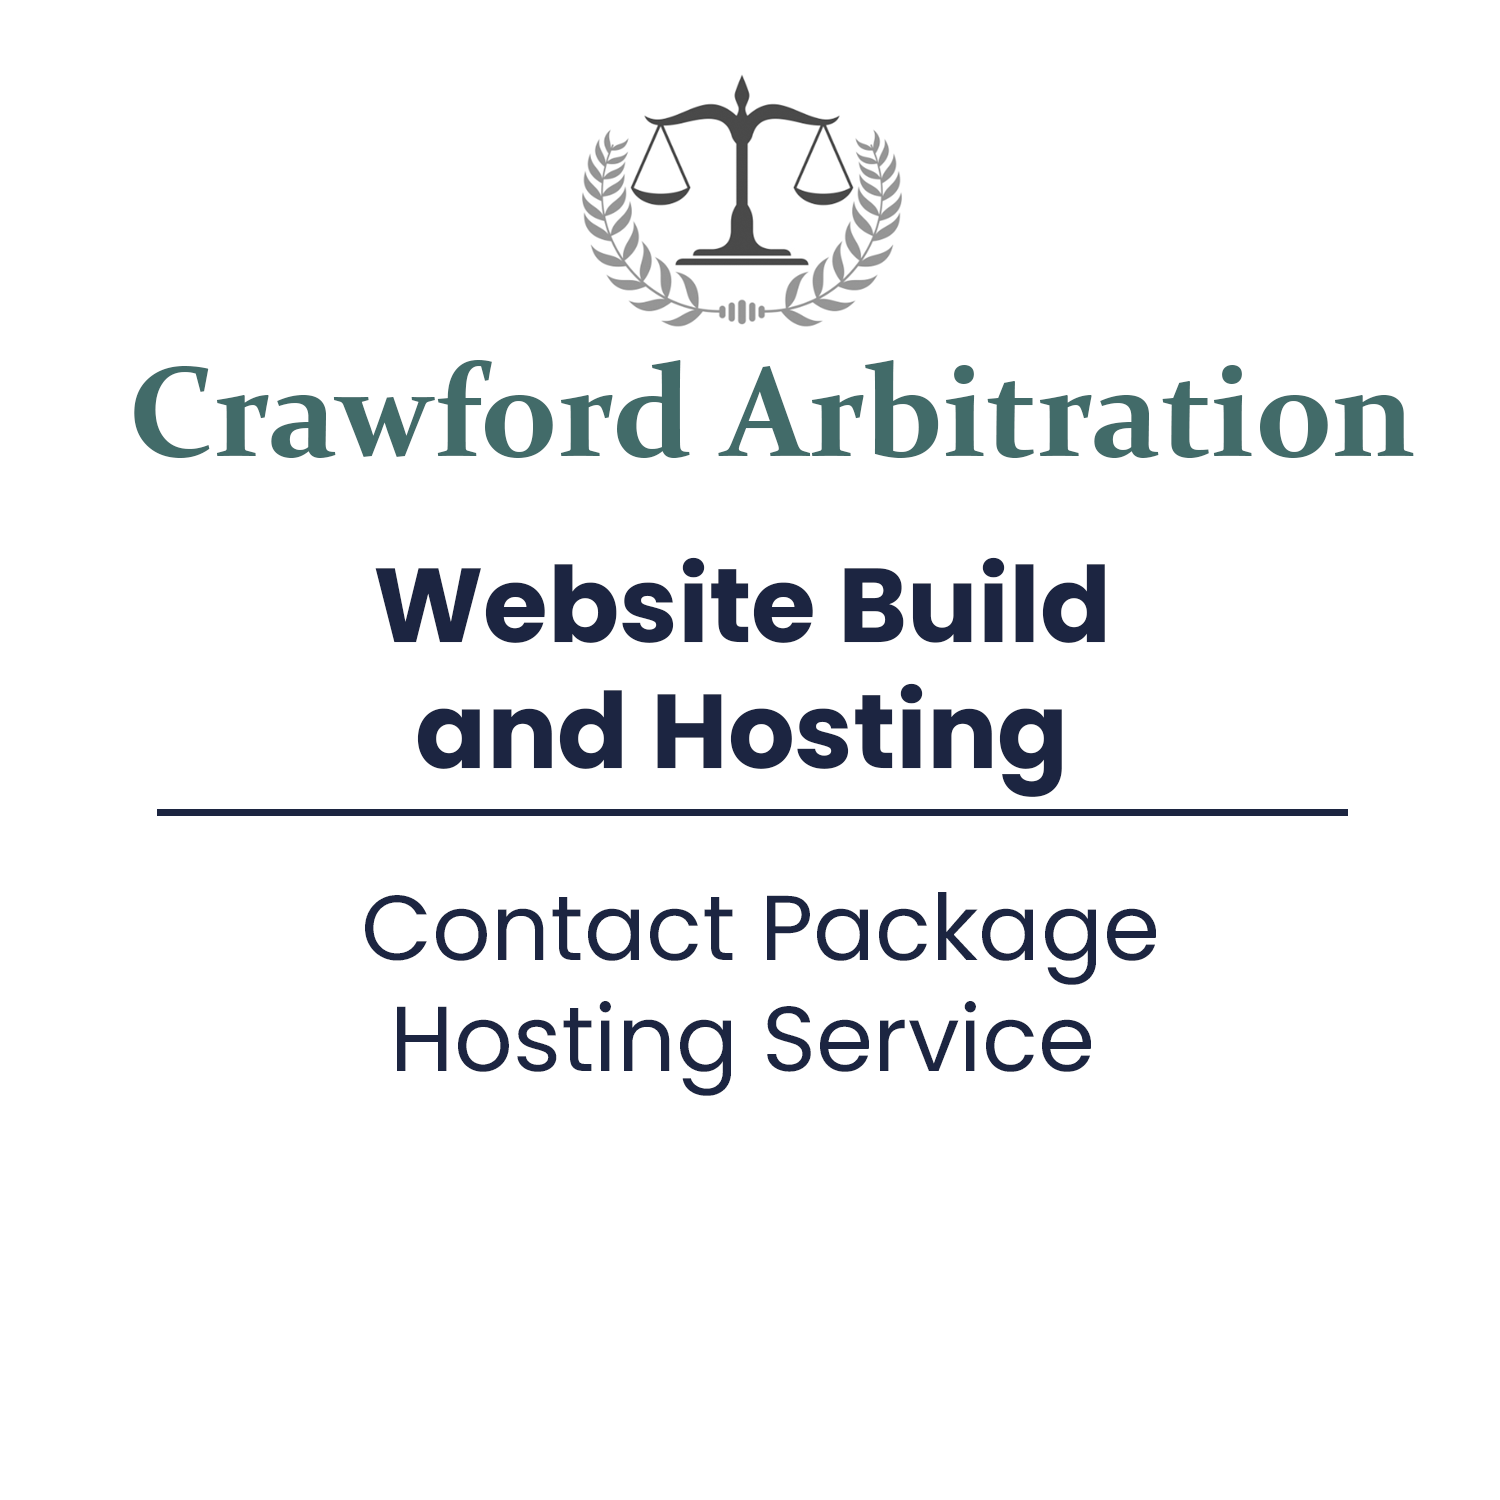 Crawford Arbitration
Website Build
and Hosting
Contact Package
Hosting Service